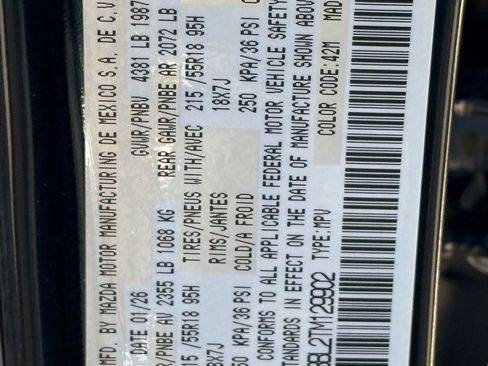 MFD. BY MAZDA MOTOR MANUFACTURING DE MEXICO S.A. DE C.V
DATE 01/26 GVWR/PNBV 4381 LB 1987
/PNBE AV 2355 LB 1068 KG REAR GAWR/PNBE AR 2072 LB
TIRES/PNEUS WITH/AVEC 215 /55R18 95H
15 /55R18 95H
RIMS/JANTES 18X7J
8X7J
COLD/A FROID 250 KPA/36 PSI
50 KPA/36 PSI
TO ALL APPLICABLE FEDERAL MOTOR VEHICLE SAFETY
STANDARDS IN EFFECT ON THE DATE OF MANUFACTURE SHOWN ABOV
BBL2TM129902 TYPE:MPV COLOR CODE:42M MAD